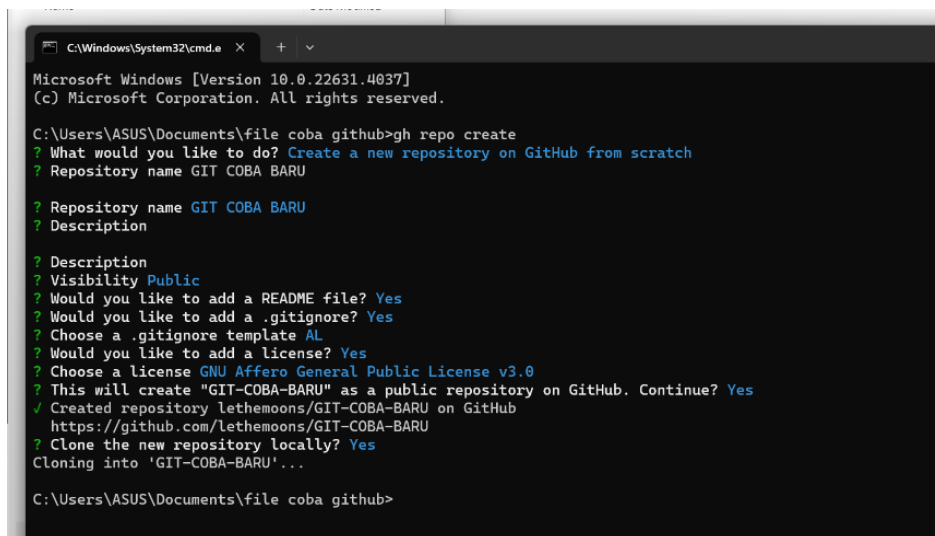 C:\Windows\System32\cmd.e
Microsoft Windows [Version 10.0.22631.4037]
(c) Microsoft Corporation. All rights reserved.
C:\Users\ASUS\Documents\file coba github>gh repo create
? What would you like to do? Create a new repository on GitHub from scratch
? Repository name GIT COBA BARU
? Repository name GIT COBA BARU
? Description
? Description
? Visibility Public
? Would you like to add a README file? Yes
? Would you like to add a .gitignore? Yes
? Choose a .gitignore template AL
? Would you like to add a license? Yes
? Choose a license GNU Affero General Public License v3.0
? This will create "GIT-COBA-BARU" as a public repository on GitHub. Continue? Yes
✓ Created repository lethemoons/GIT-COBA-BARU on GitHub
https://github.com/lethemoons/GIT-COBA-BARU
? Clone the new repository locally? Yes
Cloning into 'GIT-COBA-BARU'...
C:\Users\ASUS\Documents\file coba github>